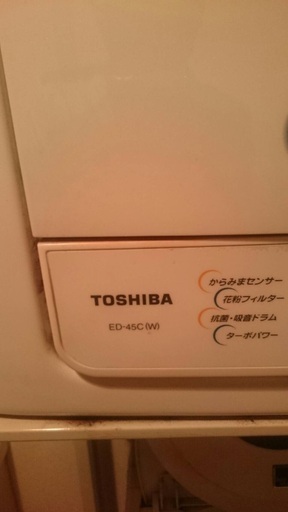 TOSHIBA
ED-45C(W)
からみまセンサー
花粉フィルター
抗菌・吸音ドラム
ターボパワー